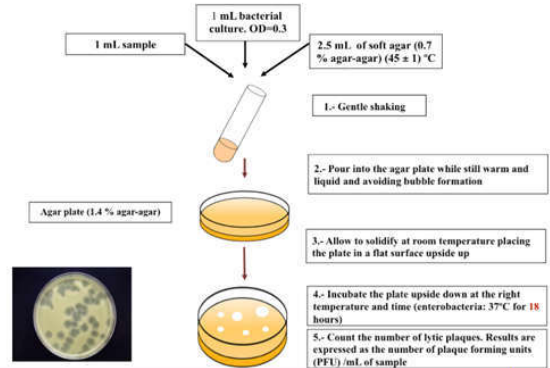 1 mL sample
1 mL bacterial
culture. OD=0.3
2.5 mL of soft agar (0.7
% agar-agar) (45 ± 1) ºC
1.- Gentle shaking
2.- Pour into the agar plate while still warm and
liquid and avoiding bubble formation
Agar plate (1.4 % agar-agar)
3.- Allow to solidify at room temperature placing
the plate in a flat surface upside up
4.- Incubate the plate upside down at the right
temperature and time (enterobacteria: 37ºC for 18
hours)
5.- Count the number of lytic plaques. Results are
expressed as the number of plaque forming units
(PFU) /mL of sample